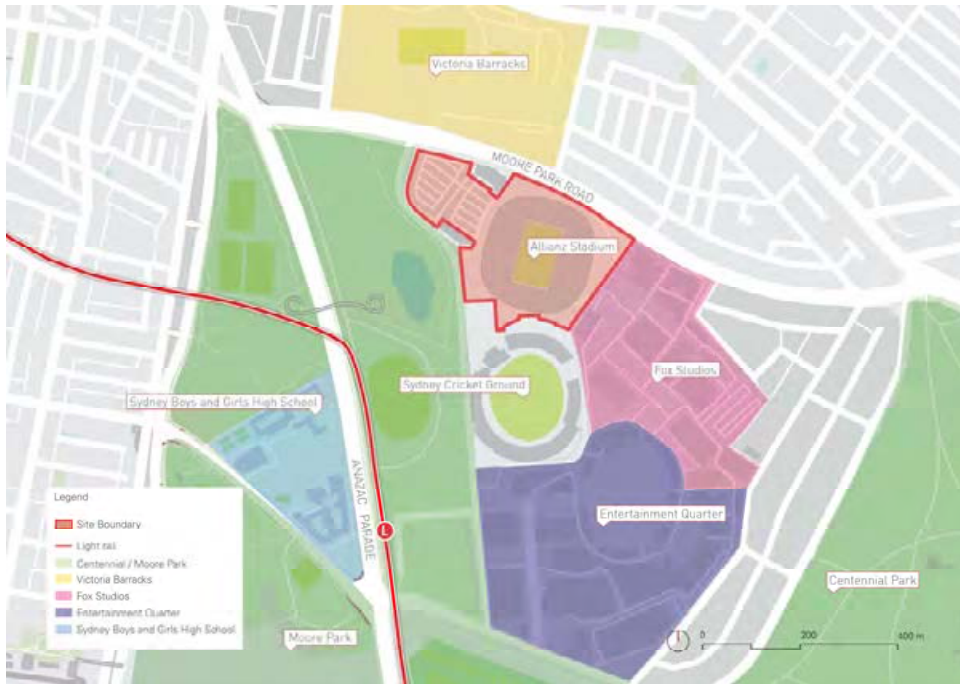 Victoria Barracks
MOORE PARK ROAD
Allianz Stadium
Fox Studios
Sydney Cricket Ground
Sydney Boys and Girls High School
ANAZAC PARADE
L
Entertainment Quarter
Centennial Park
Moore Park
Legend
Site Boundary
Light rail
Centennial / Moore Park
Victoria Barracks
Fox Studios
Entertainment Quarter
Sydney Boys and Girls High School
0 200 400 m